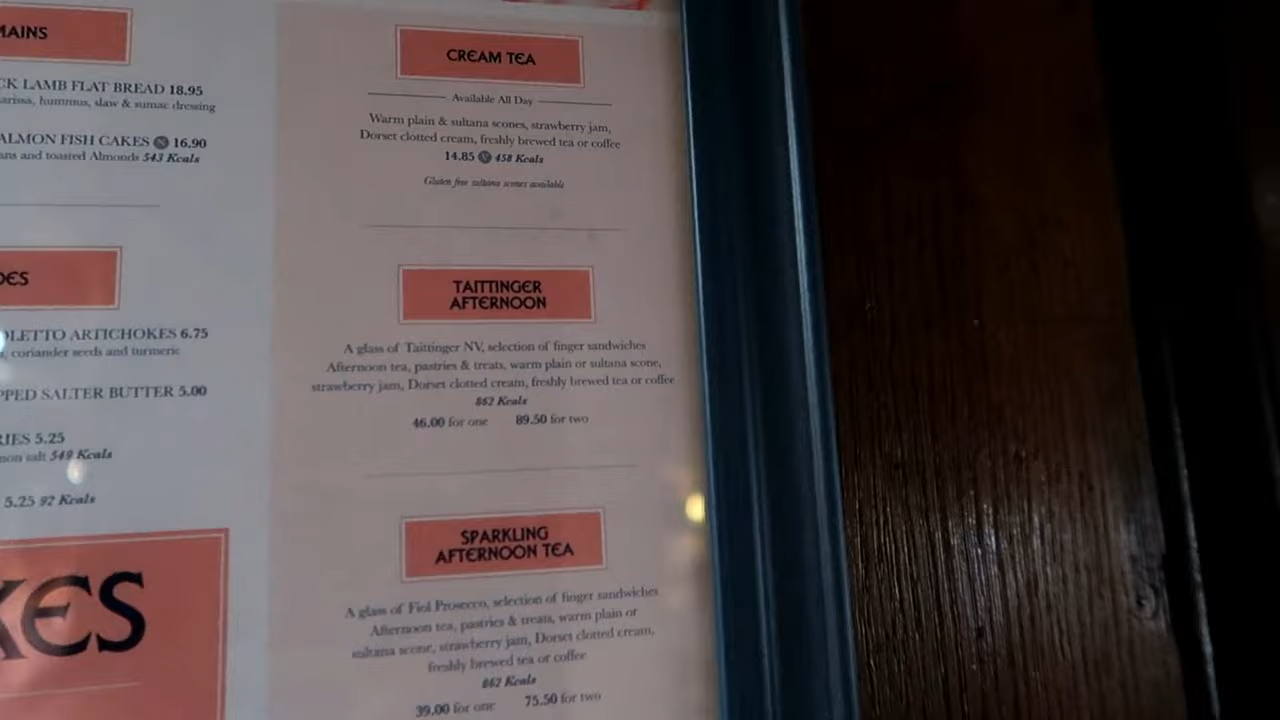 MAINS
CK LAMB FLAT BREAD 18.95
arissa, hummus, slaw & sumac dressing
ALMON FISH CAKES N 16.90
ans and toasted Almonds 543 Kcals
DES
OLETTO ARTICHOKES 6.75
, coriander seeds and turmeric
PPED SALTER BUTTER 5.00
RIES 5.25
mon salt 549 Kcals
5.25 92 Kcals
KES
CREAM TEA
Available All Day
Warm plain & sultana scones, strawberry jam,
Dorset clotted cream, freshly brewed tea or coffee
14.85 V 458 Kcals
Gluten free sultana scones available
TAITTINGER
AFTERNOON
A glass of Taittinger NV, selection of finger sandwiches
Afternoon tea, pastries & treats, warm plain or sultana scone,
strawberry jam, Dorset clotted cream, freshly brewed tea or coffee
862 Kcals
46.00 for one 89.50 for two
SPARKLING
AFTERNOON TEA
A glass of Fiol Prosecco, selection of finger sandwiches
Afternoon tea, pastries & treats, warm plain or
sultana scone, strawberry jam, Dorset clotted cream,
freshly brewed tea or coffee
862 Kcals
39.00 for one 75.50 for two